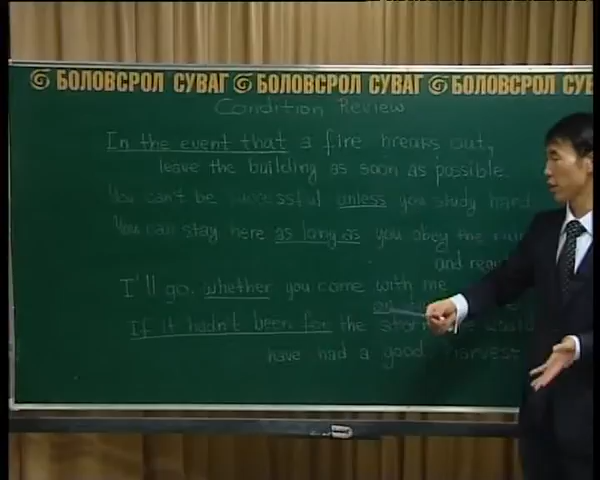 БОЛОВСРОЛ СУВАГ БОЛОВСРОЛ СУВАГ БОЛОВСРОЛ
Condition Review
In the event that a fire breaks out,
leave the building as soon as possible.
You can't be successful unless you study hard
You can stay here as long as you obey the
and
I'll go whether you come with me
If it hadn't been for the
have had a good harvest